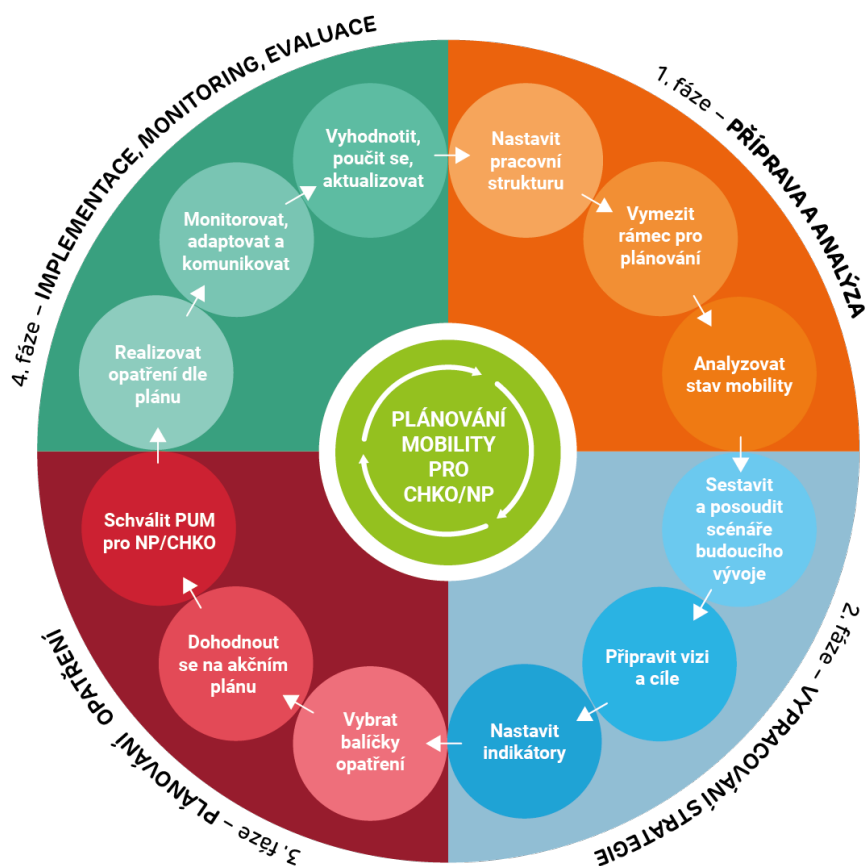 1. fáze – PŘÍPRAVA A ANALÝZA
Nastavit
pracovní
strukturu
Vymezit
rámec pro
plánování
Analyzovat
stav mobility
2. fáze – VYPRACOVÁNÍ STRATEGIE
Sestavit
a posoudit
scénáře
budoucího
vývoje
Připravit vizi
a cíle
Nastavit
indikátory
3. fáze – PLÁNOVÁNÍ OPATŘENÍ
Vybrat
balíčky
opatření
Dohodnout
se na akčním
plánu
Schválit PUM
pro NP/CHKO
4. fáze – IMPLEMENTACE, MONITORING, EVALUACE
Realizovat
opatření dle
plánu
Monitorovat,
adaptovat a
komunikovat
Vyhodnotit,
poučit se,
aktualizovat
PLÁNOVÁNÍ
MOBILITY
PRO
CHKO/NP